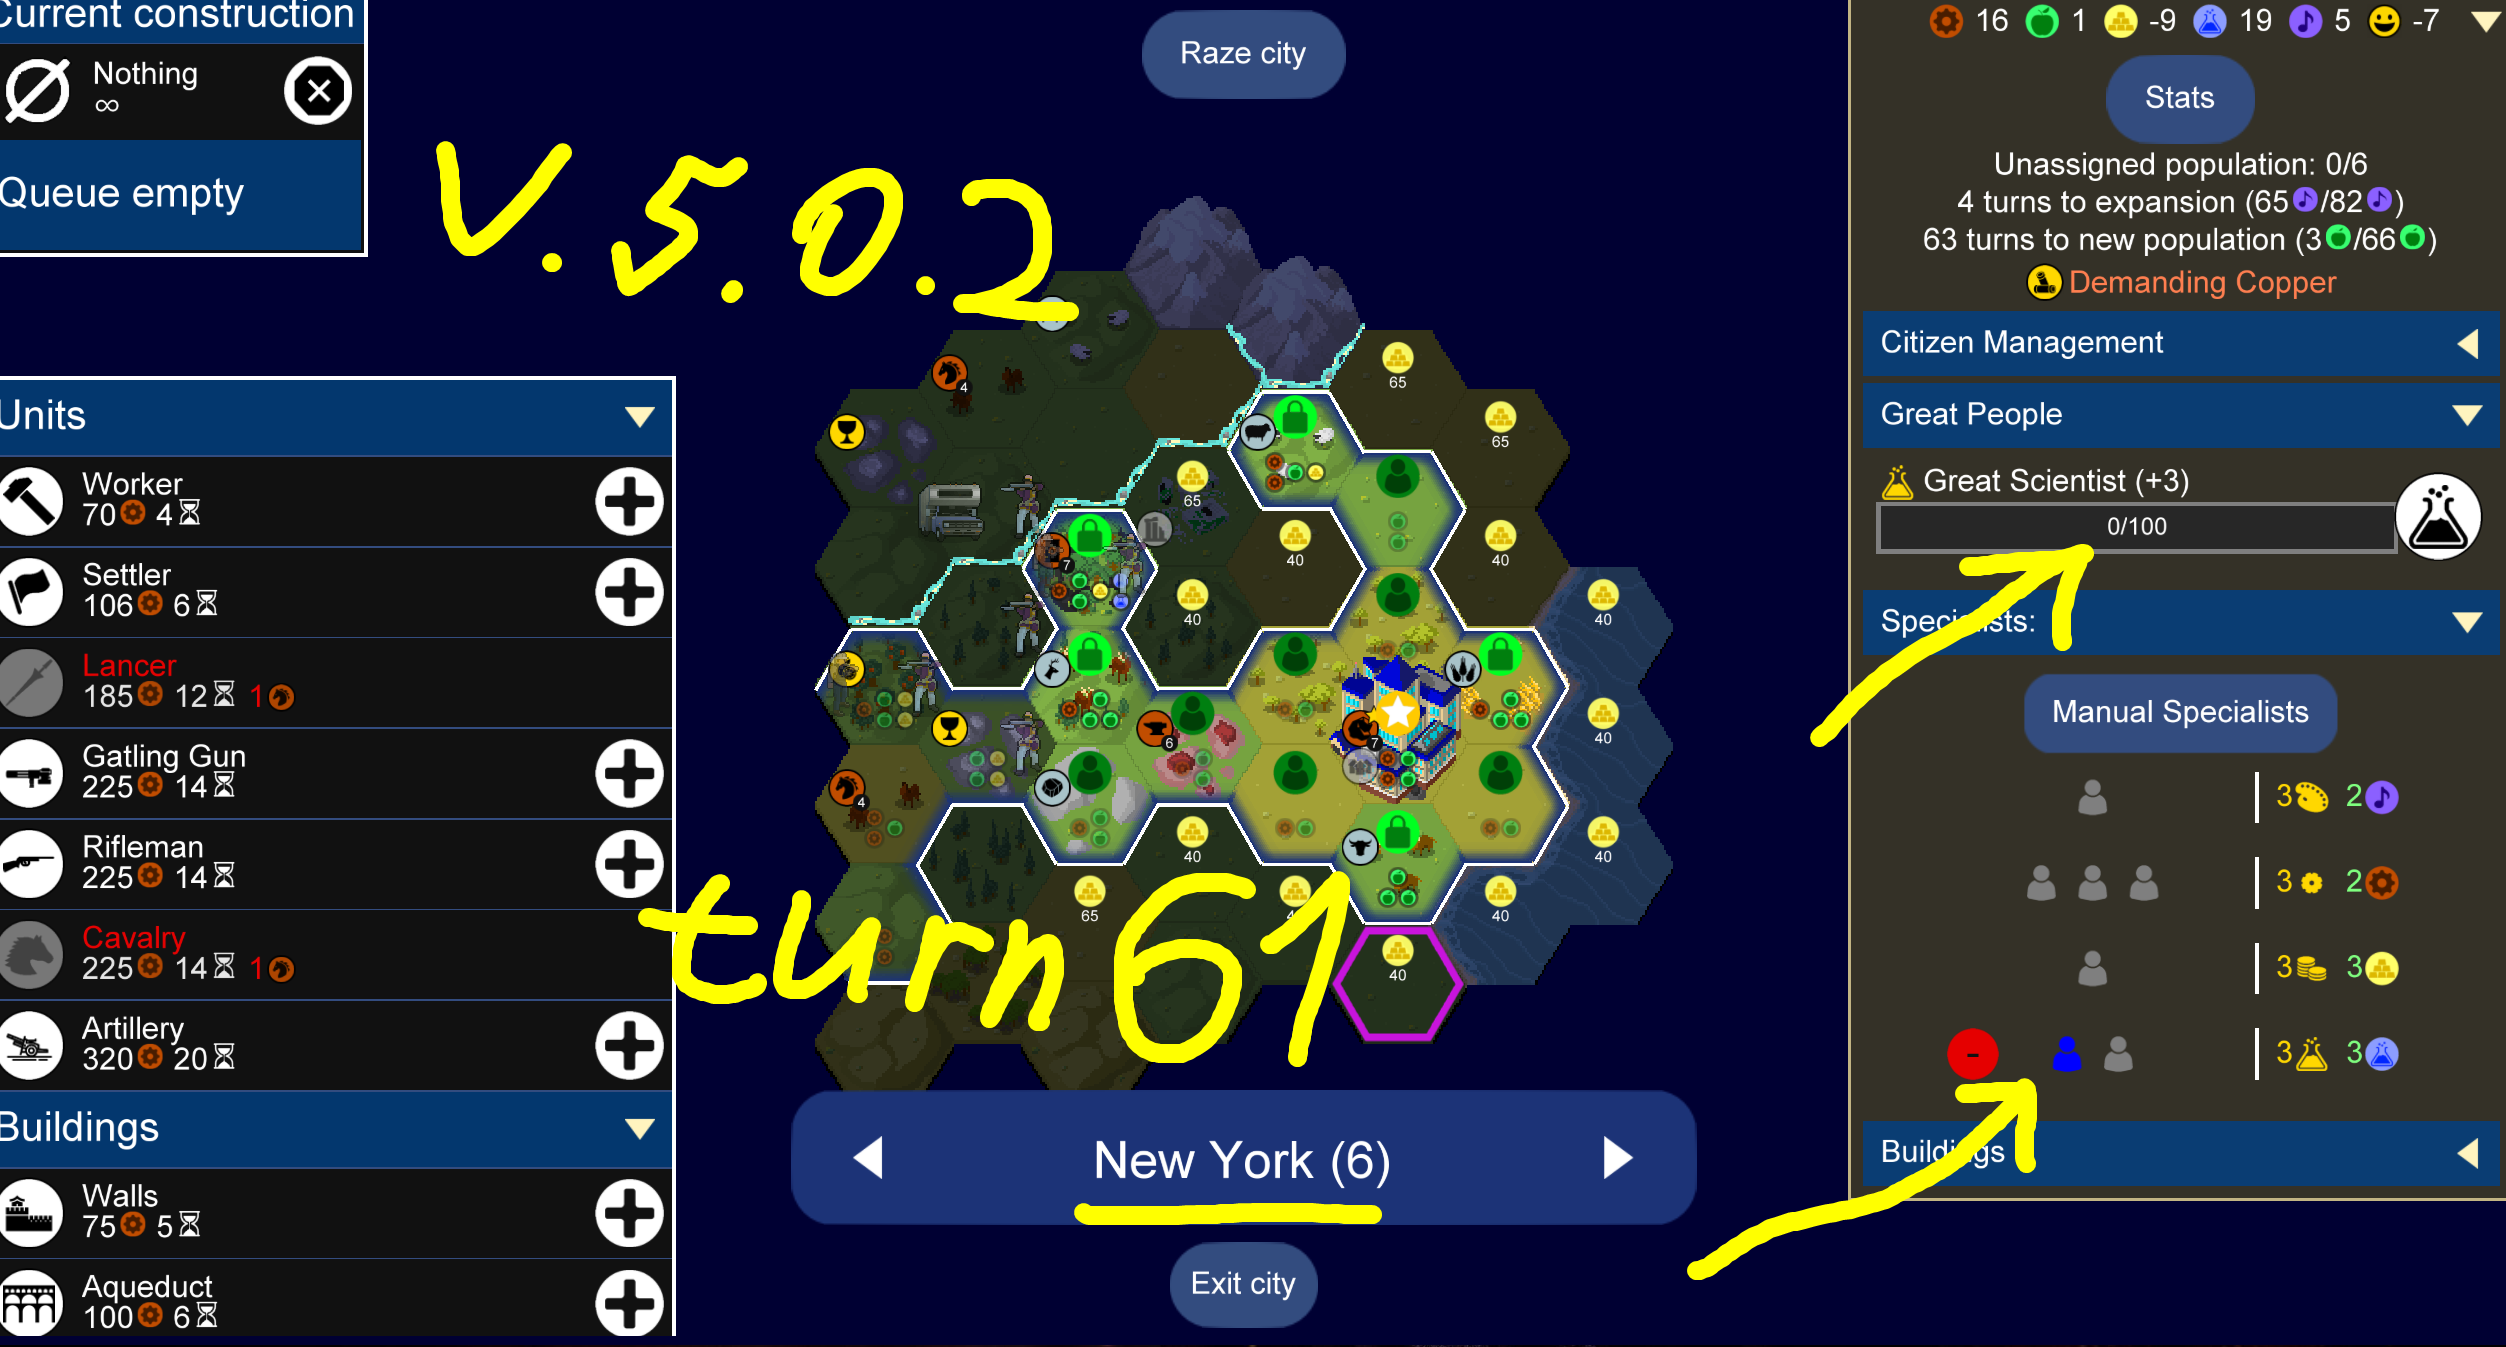 Current construction
Nothing
∞
Queue empty
Raze city
v.5.0.2
Units
Worker
70 4
Settler
106 6
Lancer
185 12 1
Gatling Gun
225 14
Rifleman
225 14
Cavalry
225 14 1
Artillery
320 20
Buildings
Walls
75 5
Aqueduct
100 6
65
4
65
65
40
40
7
40
40
40
6
7
4
40
40
65
40
40
turn 61
New York (6)
Exit city
16 1 -9 19 5 -7
Stats
Unassigned population: 0/6
4 turns to expansion (65/82)
63 turns to new population (3/66)
Demanding Copper
Citizen Management
Great People
Great Scientist (+3)
0/100
Specialists:
Manual Specialists
3 2
3 2
3 3
- 3 3
Buildings